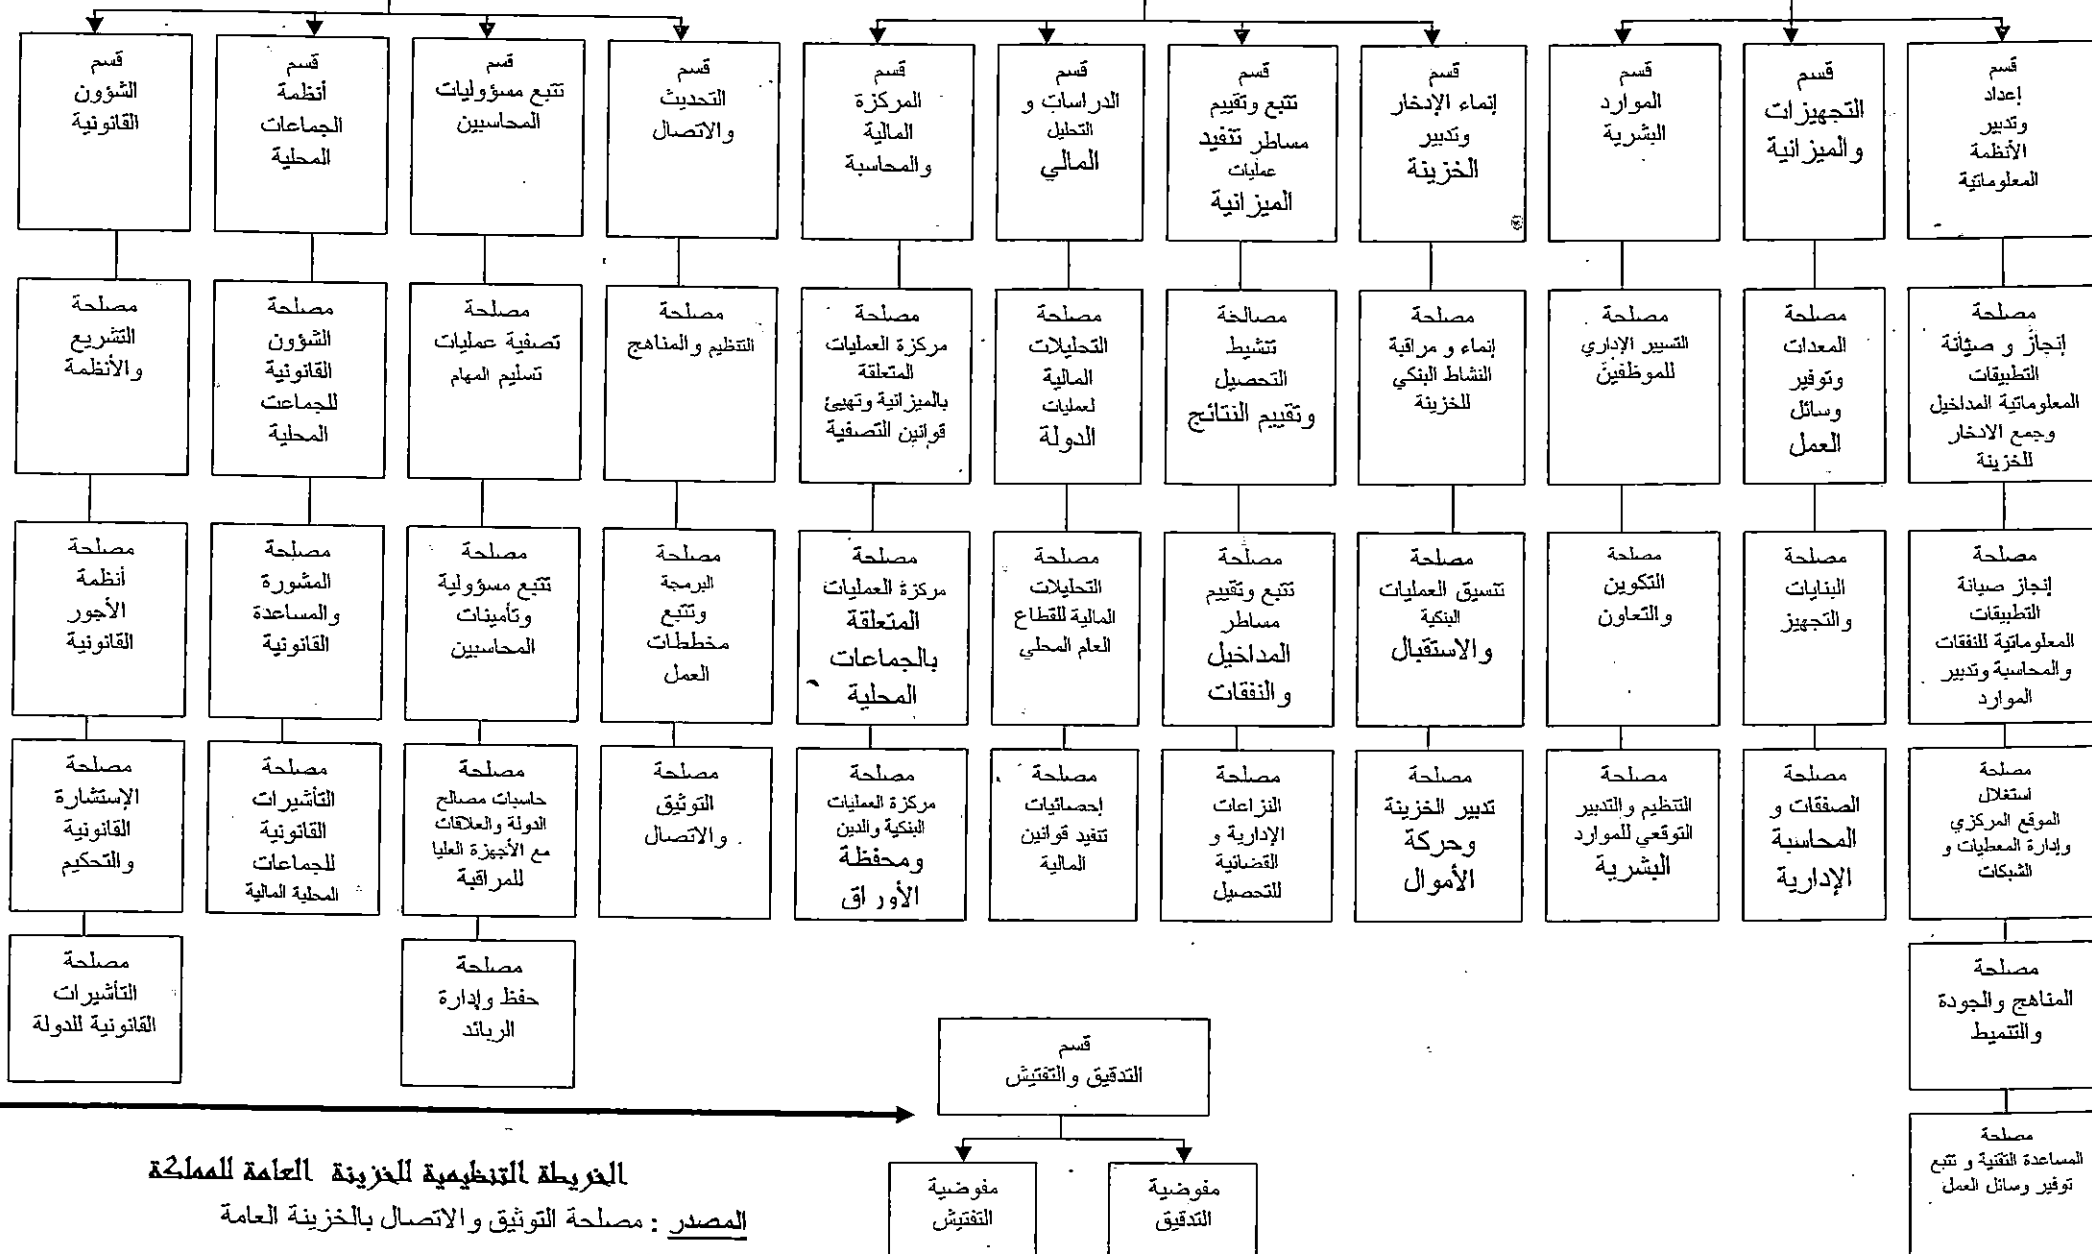 قسم
إعداد
وتدبير
الأنظمة
المعلوماتية
قسم
التجهيزات
والميزانية
قسم
الموارد
البشرية
قسم
إنماء الإدخار
وتدبير
الخزينة
قسم
تتبع وتقييم
مساطر تنفيد
عمليات
الميزانية
قسم
الدراسات و
التحليل
المالي
قسم
المركزة
المالية
والمحاسبة
قسم
التحديث
والاتصال
قسم
تتبع مسؤوليات
المحاسبين
قسم
أنظمة
الجماعات
المحلية
قسم
الشؤون
القانونية
مصلحة
إنجاز و صيانة
التطبيقات
المعلوماتية المداخيل
وجمع الادخار
للخزينة
مصلحة
المعدات
وتوفير
وسائل
العمل
مصلحة
التسيير الإداري
للموظفين
مصلحة
إنماء و مراقبة
النشاط البنكي
للخزينة
مصالحة
تنشيط
التحصيل
وتقييم النتائج
مصلحة
التحليلات
المالية
لعمليات
الدولة
مصلحة
مركزة العمليات
المتعلقة
بالميزانية وتهيئ
قوانين التصفية
مصلحة
التنظيم والمناهج
مصلحة
تصفية عمليات
تسليم المهام
مصلحة
الشؤون
القانونية
للجماعت
المحلية
مصلحة
التشريع
والأنظمة
مصلحة
إنجاز صيانة
التطبيقات
المعلوماتية للنفقات
والمحاسبة وتدبير
الموارد
مصلحة
البنايات
والتجهيز
مصلحة
التكوين
والتعاون
مصلحة
تنسيق العمليات
البنكية
والاستقبال
مصلحة
تتبع وتقييم
مساطر
المداخيل
والنفقات
مصلحة
التحليلات
المالية للقطاع
العام المحلي
مصلحة
مركزة العمليات
المتعلقة
بالجماعات
المحلية
مصلحة
البرمجة
وتتبع
مخططات
العمل
مصلحة
تتبع مسؤولية
وتأمينات
المحاسبين
مصلحة
المشورة
والمساعدة
القانونية
مصلحة
أنظمة
الأجور
القانونية
مصلحة
استغلال
الموقع المركزي
وإدارة المعطيات و
الشبكات
مصلحة
الصفقات و
المحاسبة
الإدارية
مصلحة
التنظيم والتدبير
التوقعي للموارد
البشرية
مصلحة
تدبير الخزينة
وحركة
الأموال
مصلحة
النزاعات
الإدارية و
القضائية
للتحصيل
مصلحة
إحصائيات
تنفيد قوانين
المالية
مصلحة
مركزة العمليات
البنكية والدين
ومحفظة
الأوراق
مصلحة
التوثيق
والاتصال
مصلحة
حاسبات مصالح
الدولة والعلاقات
مع الأجهزة العليا
للمراقبة
مصلحة
التأشيرات
القانونية
للجماعات
المحلية المالية
مصلحة
الإستشارة
القانونية
والتحكيم
مصلحة
المناهج والجودة
والتنميط
مصلحة
حفظ وإدارة
الربائد
مصلحة
التأشيرات
القانونية للدولة
قسم
التدقيق والتفتيش
مصلحة
المساعدة التقنية و تتبع
توفير وسائل العمل
مفوضية
التدقيق
مفوضية
التفتيش
الخريطة التنظيمية للخزينة العامة للمملكة
المصدر : مصلحة التوثيق والاتصال بالخزينة العامة